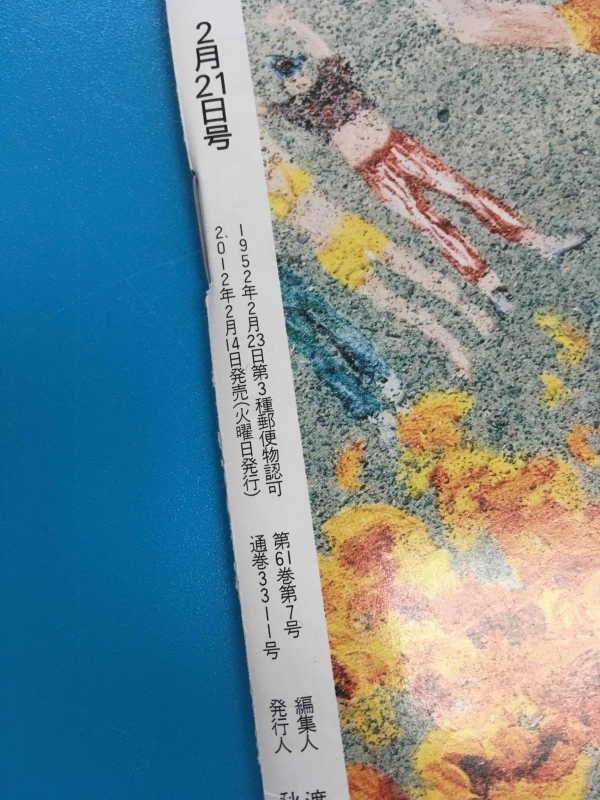 2月21日号
1952年2月23日第3種郵便物認可
2012年2月14日発売(火曜日発行)
第61巻第7号
通巻3311号
編集人
発行人
渡
秋